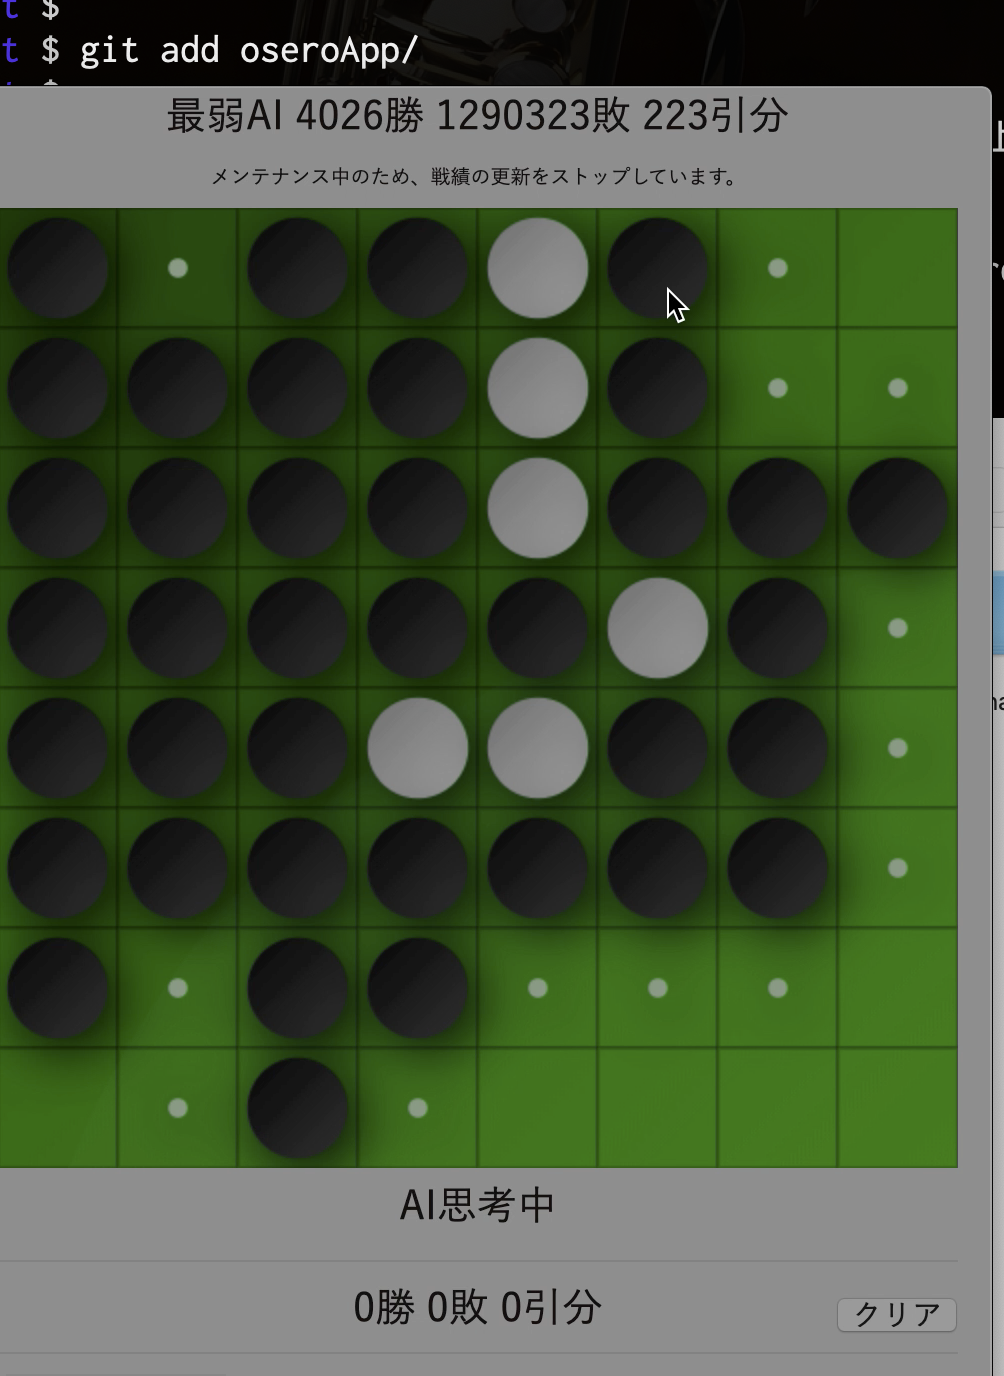 t $
t $ git add oseroApp/
最弱AI 4026勝 1290323敗 223引分
メンテナンス中のため、戦績の更新をストップしています。
AI思考中
0勝 0敗 0引分
クリア